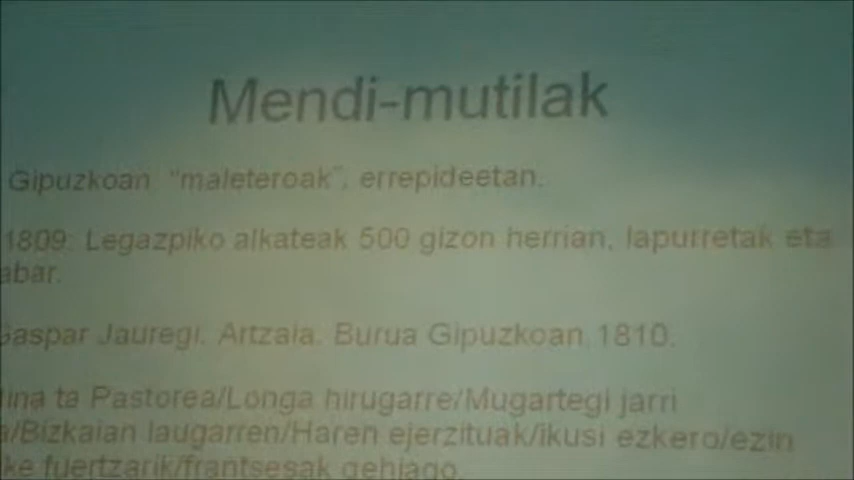 Mendi-mutilak
Gipuzkoan: "maleteroak", errepideetan.
1809: Legazpiko alkateak 500 gizon herrian, lapurretak eta
abar.
Gaspar Jauregi. Artzaia. Burua Gipuzkoan 1810.
ta Pastorea/Longa hirugarre/Mugartegi jarri
/Bizkaian laugarren/Haren ejerzituak/ikusi ezkero/ezin
fuertzarik/frantsesak gehiago.